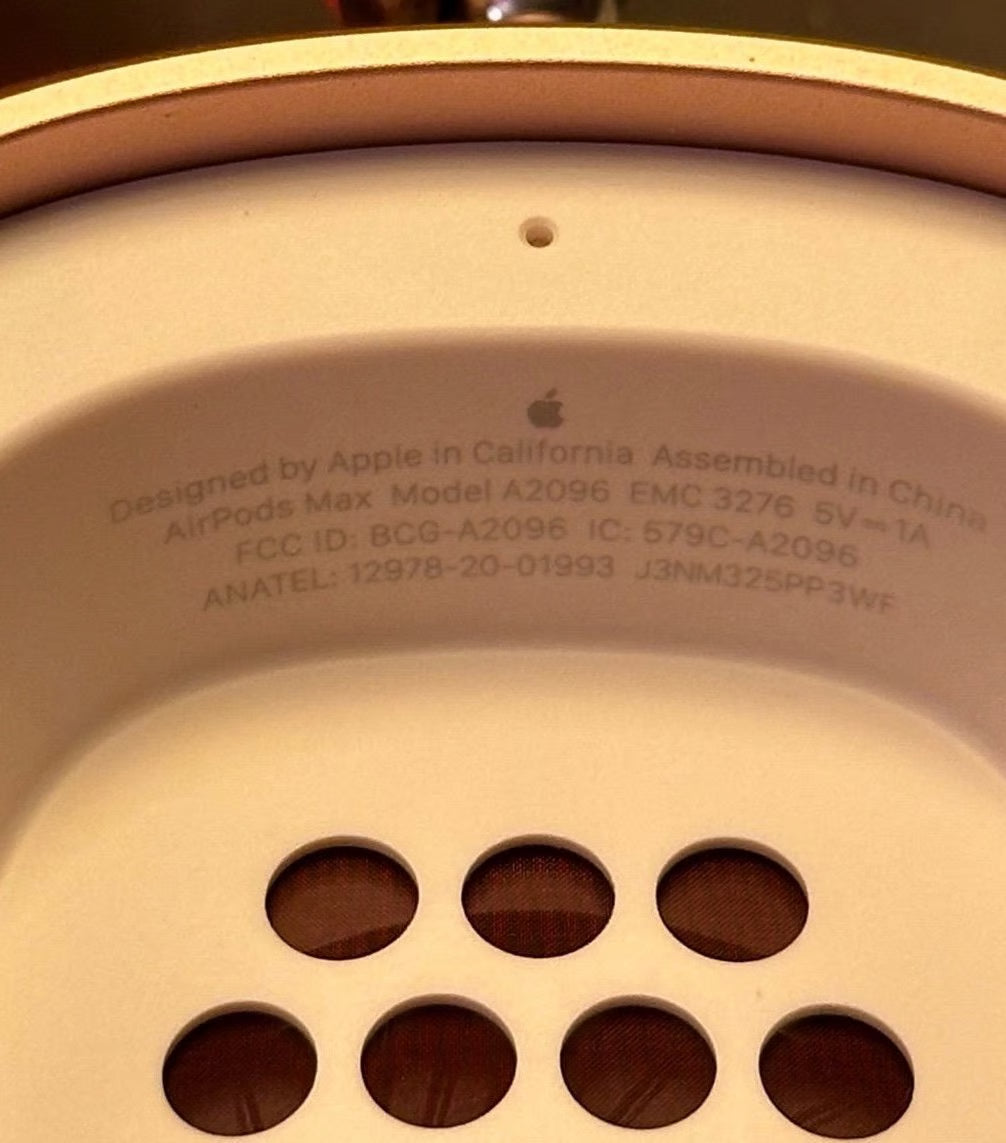 Designed by Apple in California Assembled in China
AirPods Max Model A2096 EMC 3276 5V⎓1A
FCC ID: BCG-A2096 IC: 579C-A2096
ANATEL: 12978-20-01993 J3NM325PP3WF